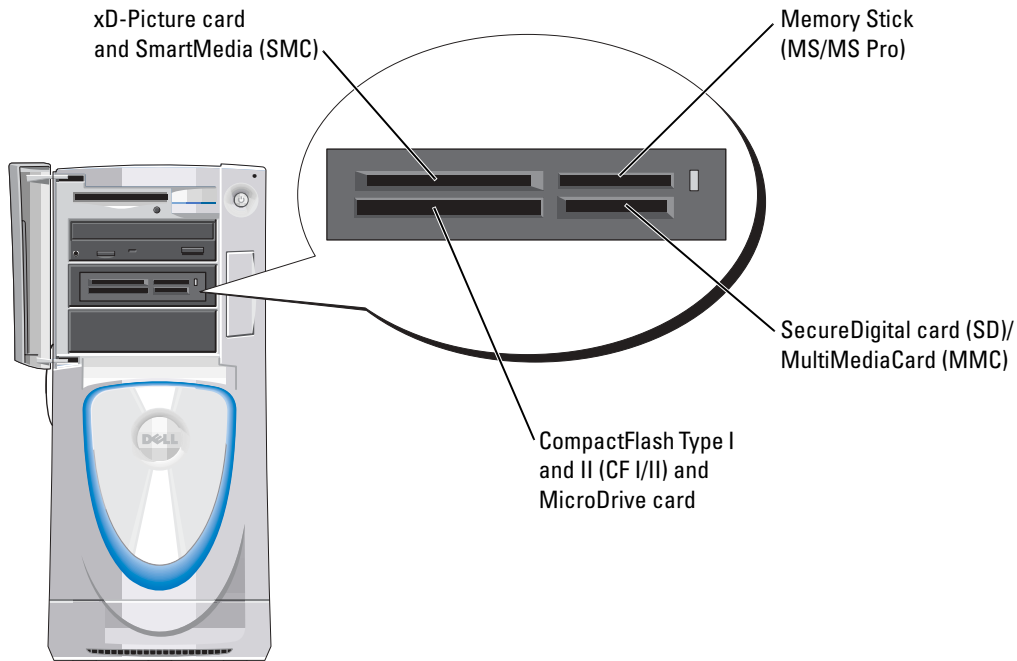 xD-Picture card
and SmartMedia (SMC)
Memory Stick
(MS/MS Pro)
SecureDigital card (SD)/
MultiMediaCard (MMC)
CompactFlash Type I
and II (CF I/II) and
MicroDrive card
DELL